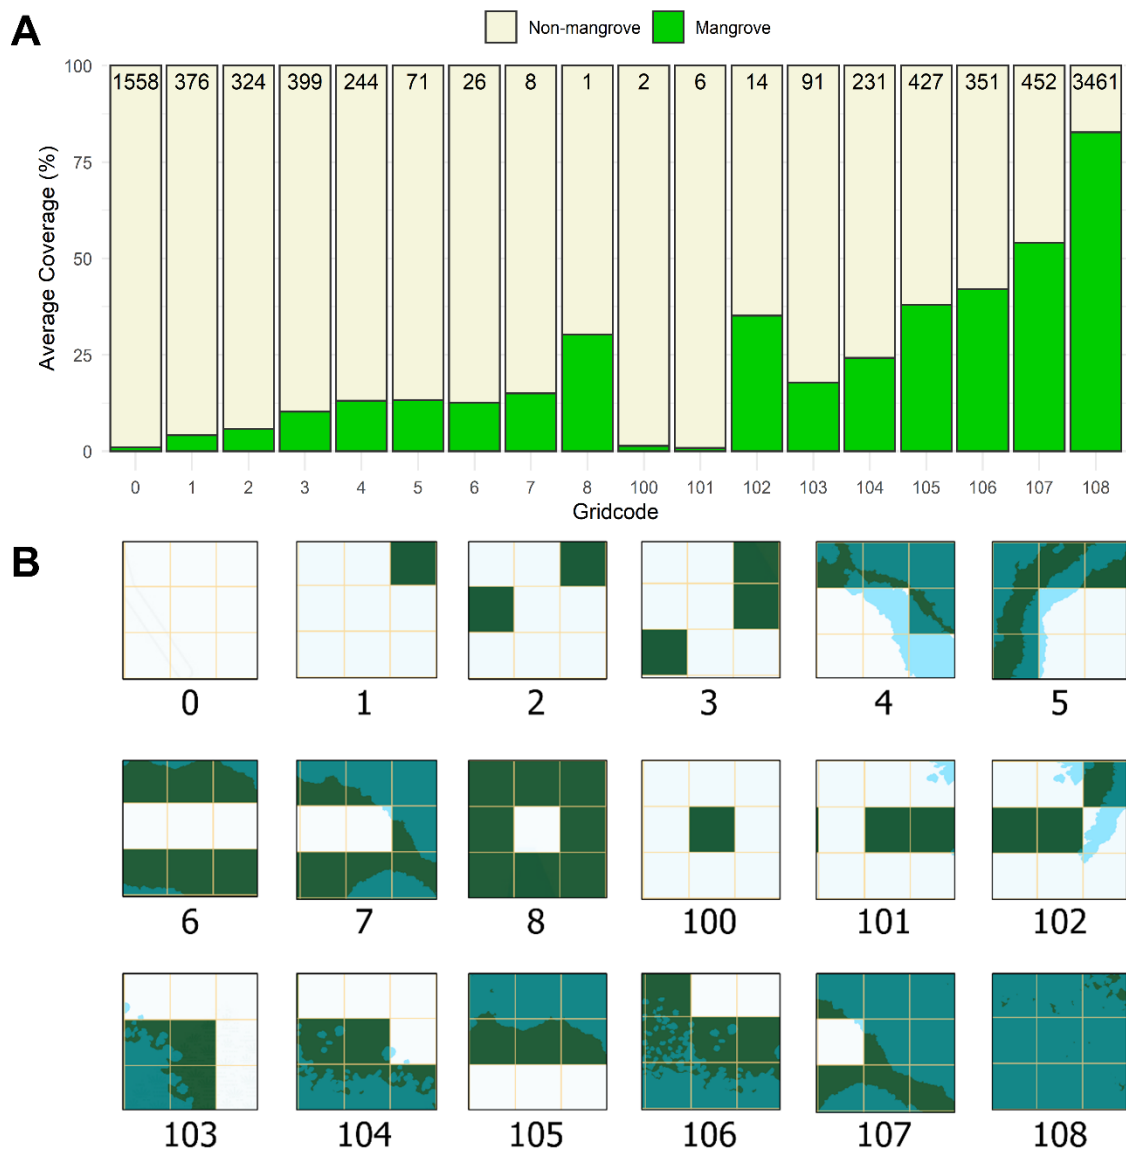 A
Non-mangrove Mangrove
Average Coverage (%)
100
75
50
25
0
1558 376 324 399 244 71 26 8 1 2 6 14 91 231 427 351 452 3461
0 1 2 3 4 5 6 7 8 100 101 102 103 104 105 106 107 108
Gridcode
B
0 1 2 3 4 5
6 7 8 100 101 102
103 104 105 106 107 108